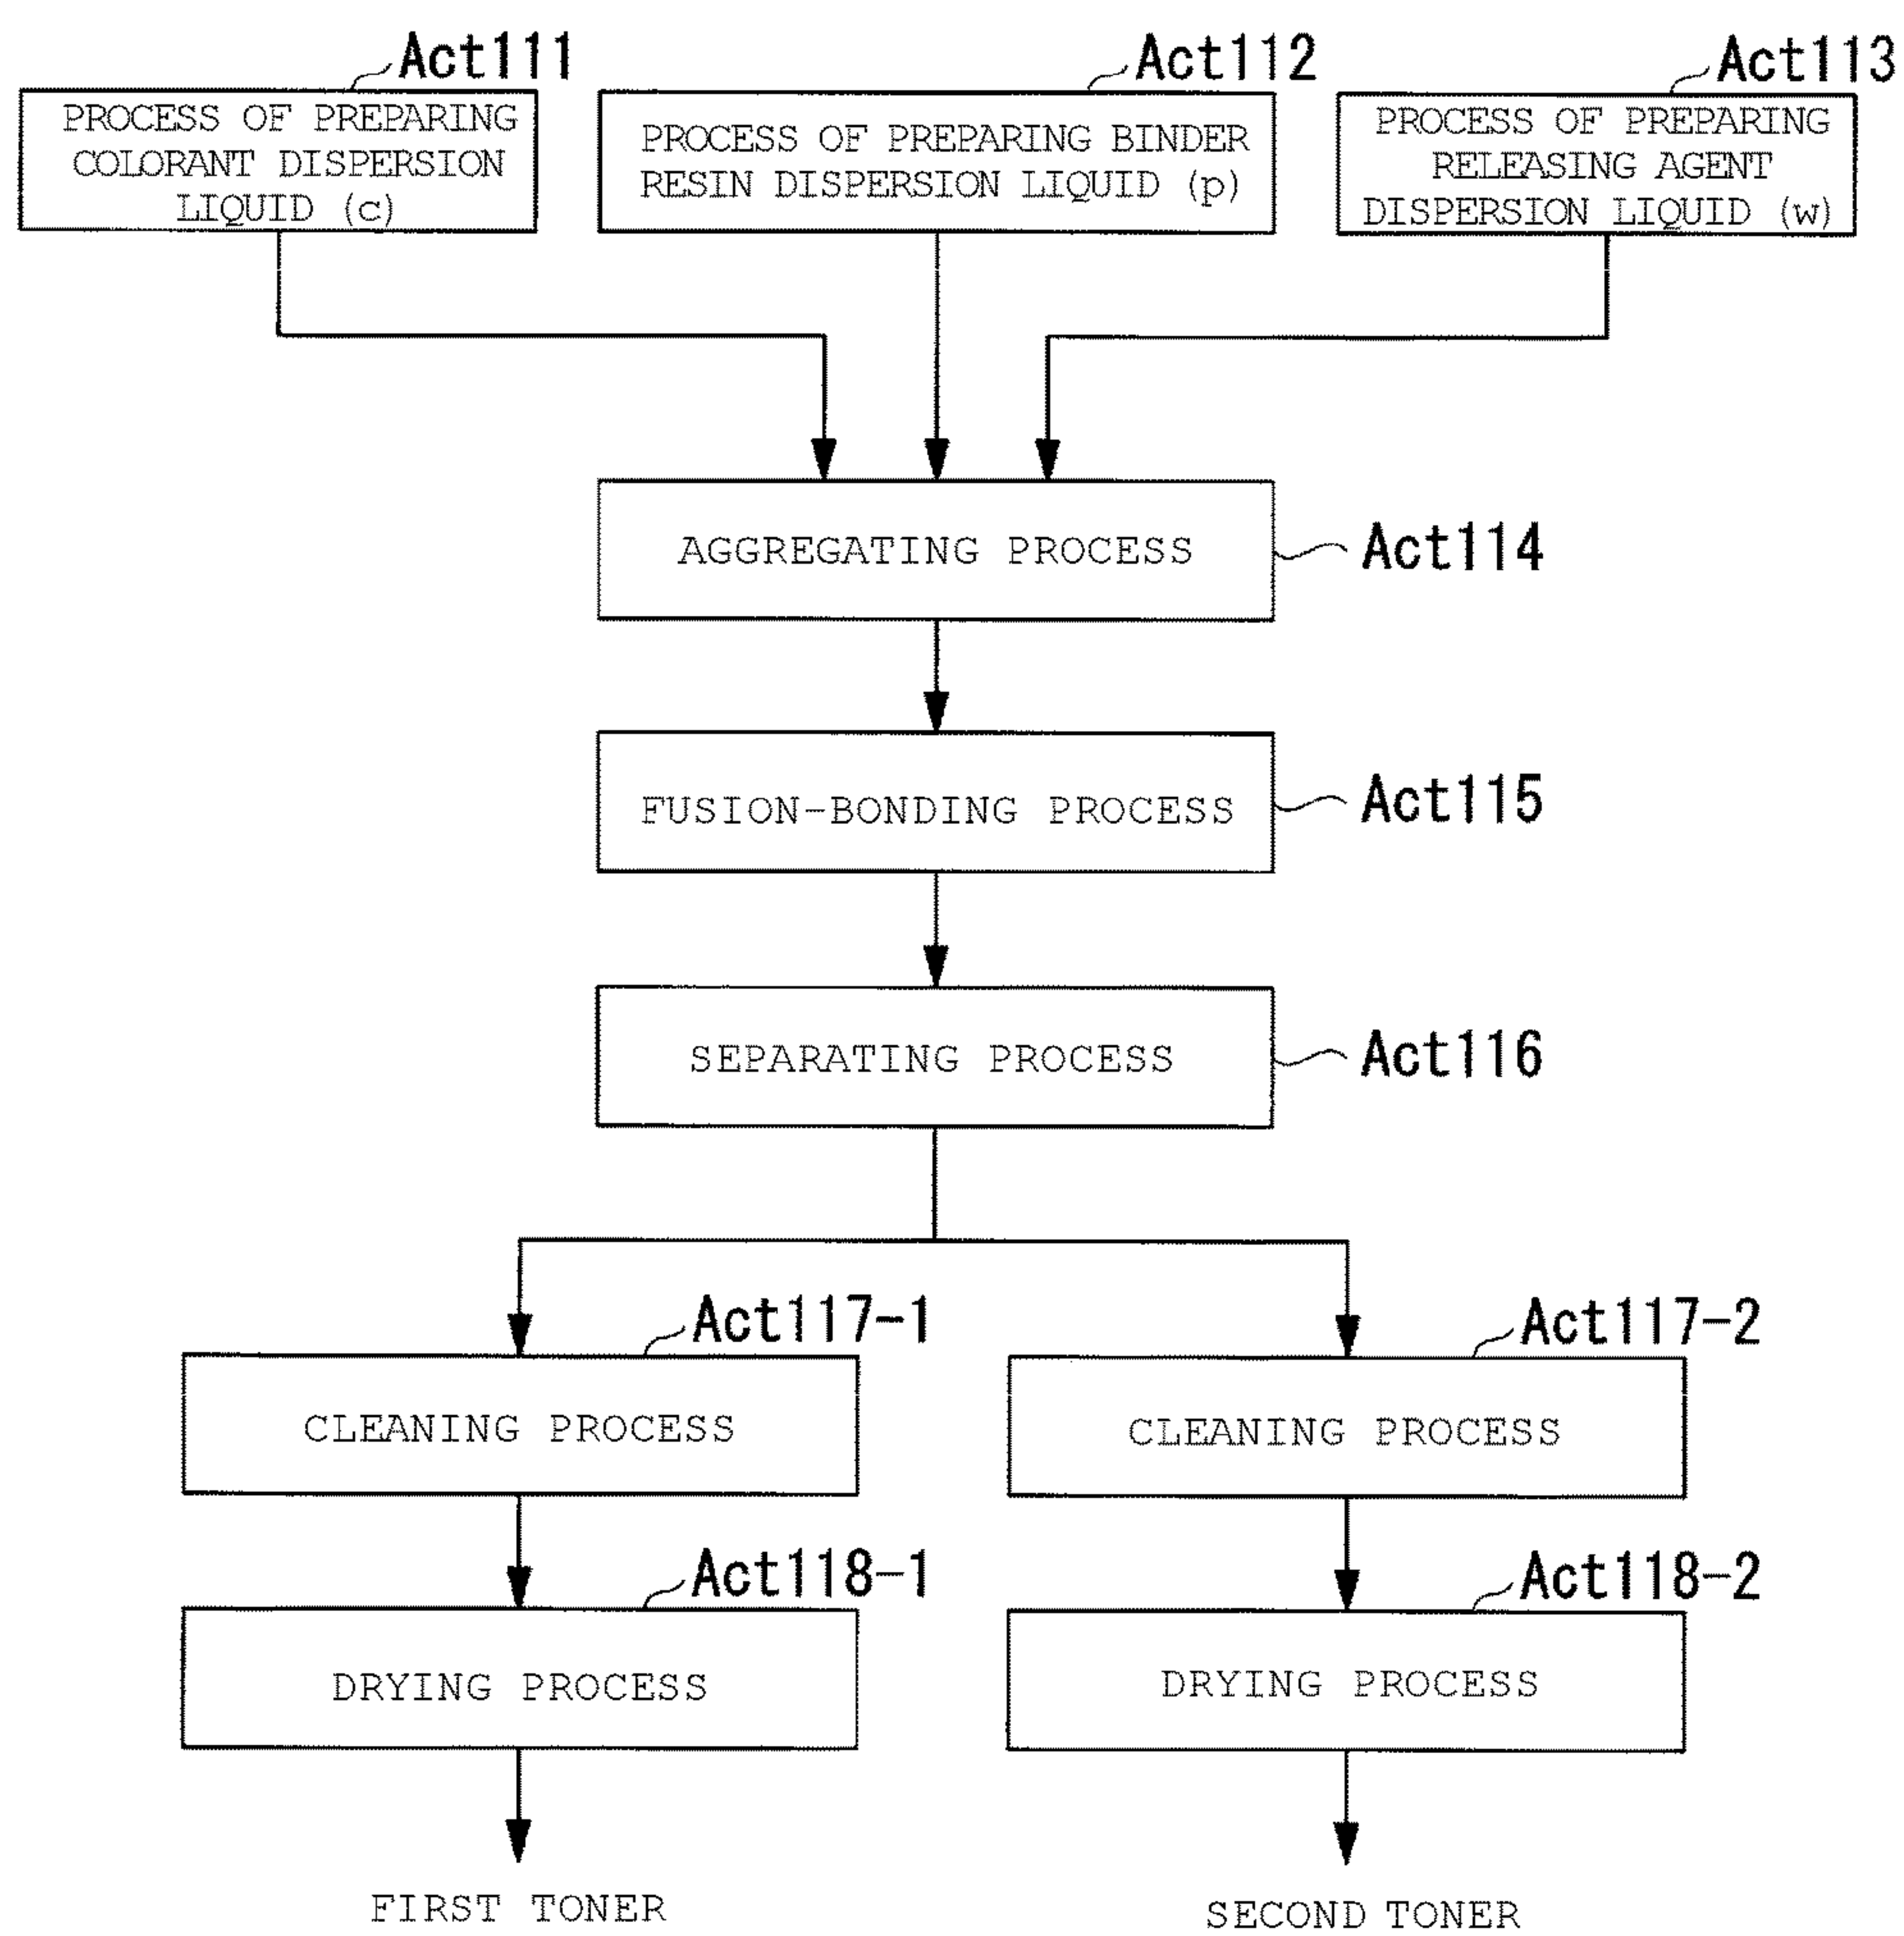 Act111
PROCESS OF PREPARING
COLORANT DISPERSION
LIQUID (c)
Act112
PROCESS OF PREPARING BINDER
RESIN DISPERSION LIQUID (p)
Act113
PROCESS OF PREPARING
RELEASING AGENT
DISPERSION LIQUID (w)
AGGREGATING PROCESS
Act114
FUSION-BONDING PROCESS
Act115
SEPARATING PROCESS
Act116
Act117-1
CLEANING PROCESS
Act117-2
CLEANING PROCESS
Act118-1
DRYING PROCESS
Act118-2
DRYING PROCESS
FIRST TONER
SECOND TONER